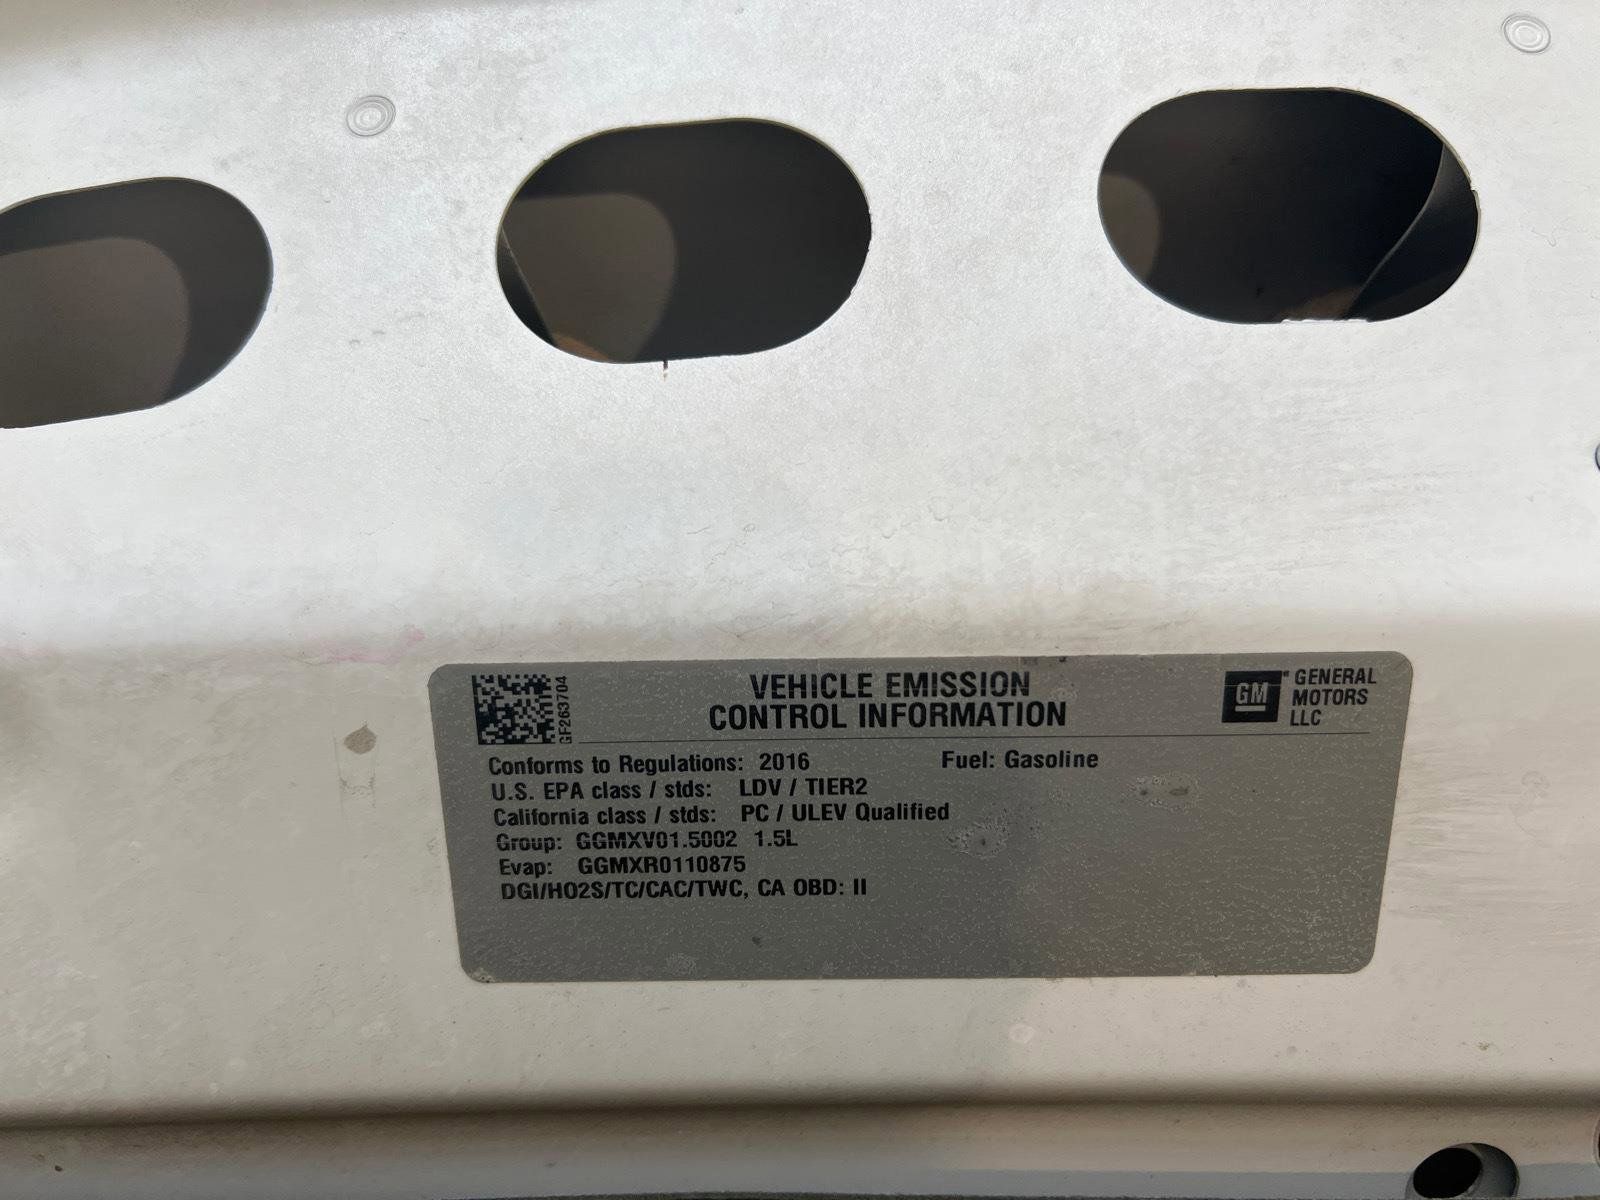 GF263704
VEHICLE EMISSION
CONTROL INFORMATION
GM
GENERAL
MOTORS
LLC
Conforms to Regulations: 2016 Fuel: Gasoline
U.S. EPA class / stds: LDV / TIER2
California class / stds: PC / ULEV Qualified
Group: GGMXV01.5002 1.5L
Evap: GGMXR0110875
DGI/HO2S/TC/CAC/TWC, CA OBD: II